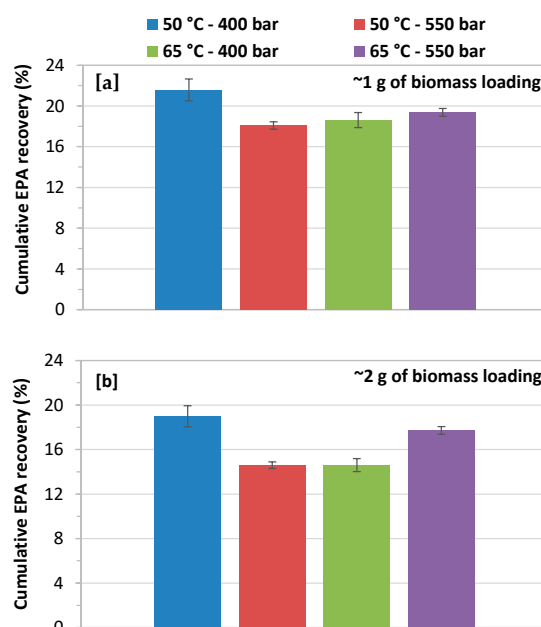 50 °C - 400 bar 50 °C - 550 bar
65 °C - 400 bar 65 °C - 550 bar
[a] ~1 g of biomass loading
Cumulative EPA recovery (%)
24
20
16
12
8
4
0
[b] ~2 g of biomass loading
Cumulative EPA recovery (%)
24
20
16
12
8
4
0